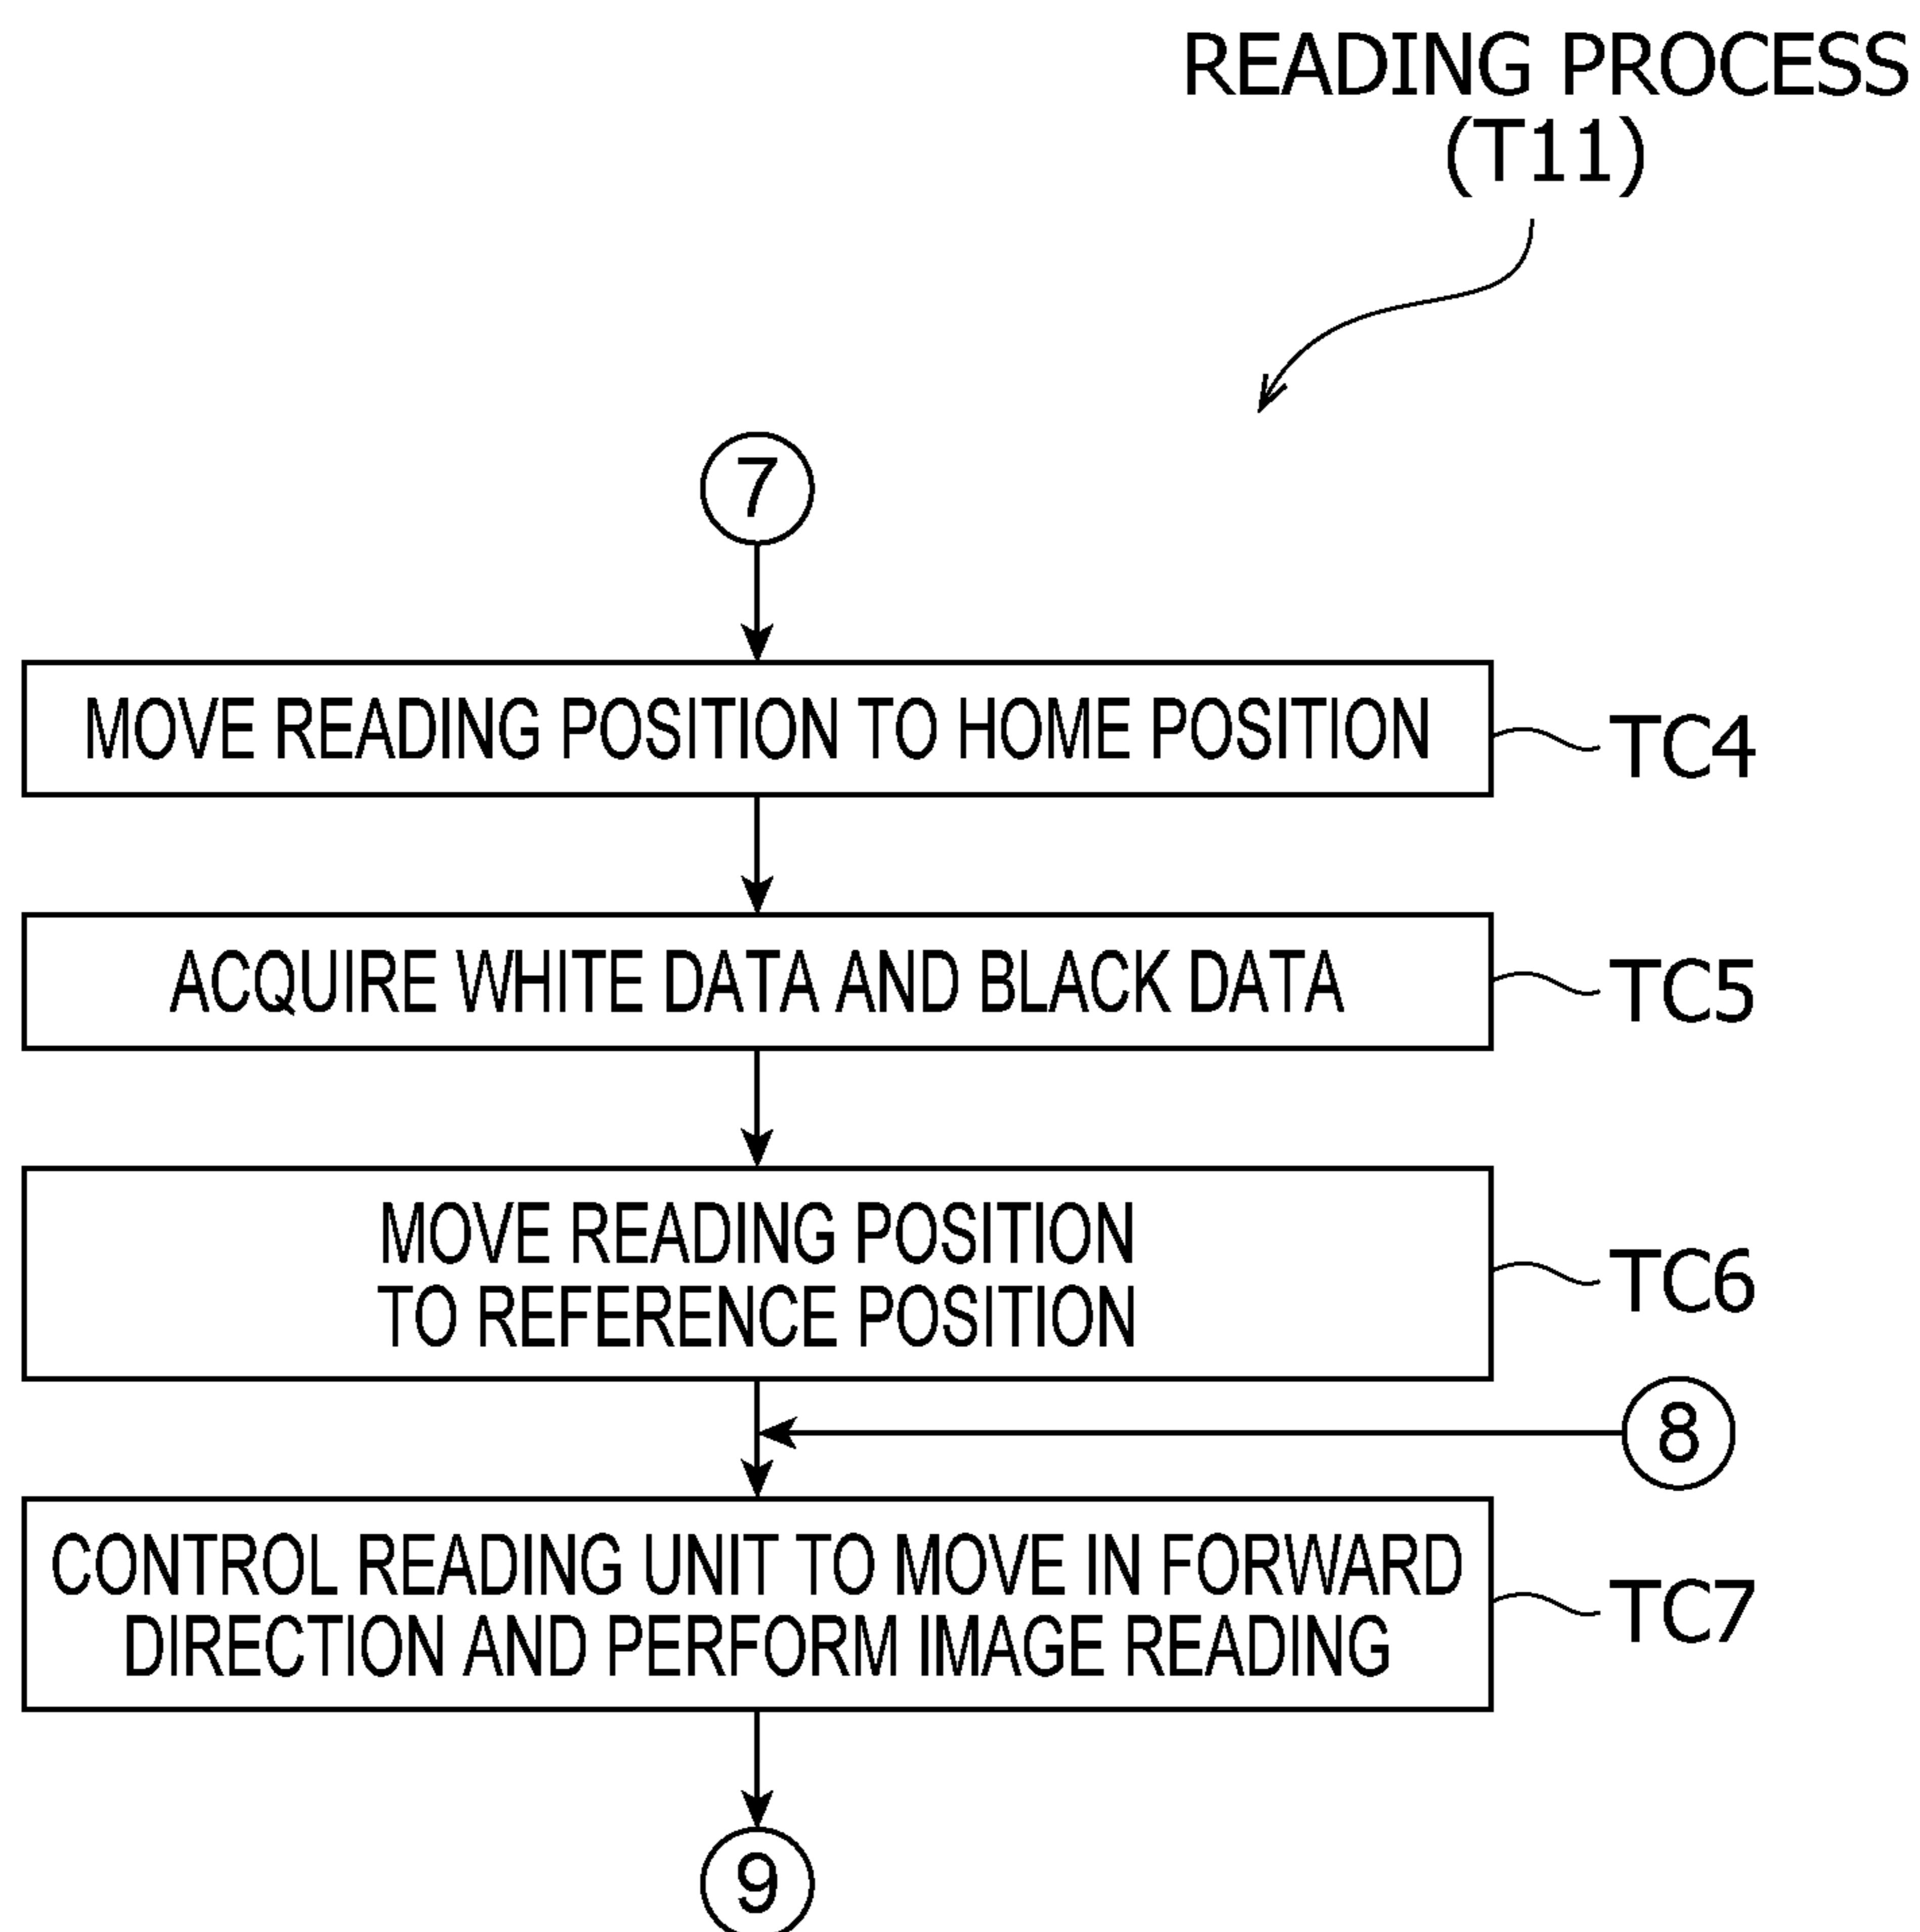 READING PROCESS
(T11)
7
MOVE READING POSITION TO HOME POSITION
TC4
ACQUIRE WHITE DATA AND BLACK DATA
TC5
MOVE READING POSITION
TO REFERENCE POSITION
TC6
8
CONTROL READING UNIT TO MOVE IN FORWARD
DIRECTION AND PERFORM IMAGE READING
TC7
9